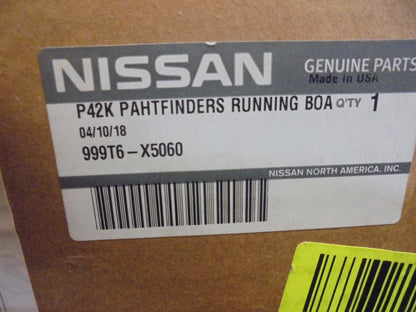 NISSAN GENUINE PARTS
Made In USA
P42K PAHTFINDERS RUNNING BOA Q'TY 1
04/10/18
999T6-X5060
NISSAN NORTH AMERICA, INC.